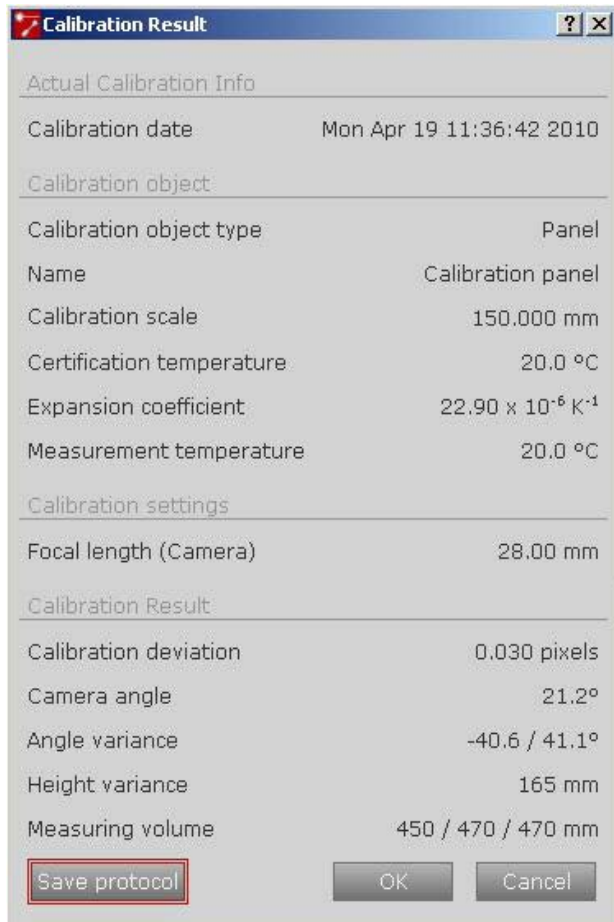 Calibration Result
Actual Calibration Info
Calibration date Mon Apr 19 11:36:42 2010
Calibration object
Calibration object type Panel
Name Calibration panel
Calibration scale 150.000 mm
Certification temperature 20.0 ºC
Expansion coefficient 22.90 x 10⁻⁶ K⁻¹
Measurement temperature 20.0 ºC
Calibration settings
Focal length (Camera) 28.00 mm
Calibration Result
Calibration deviation 0.030 pixels
Camera angle 21.2º
Angle variance -40.6 / 41.1º
Height variance 165 mm
Measuring volume 450 / 470 / 470 mm
Save protocol OK Cancel